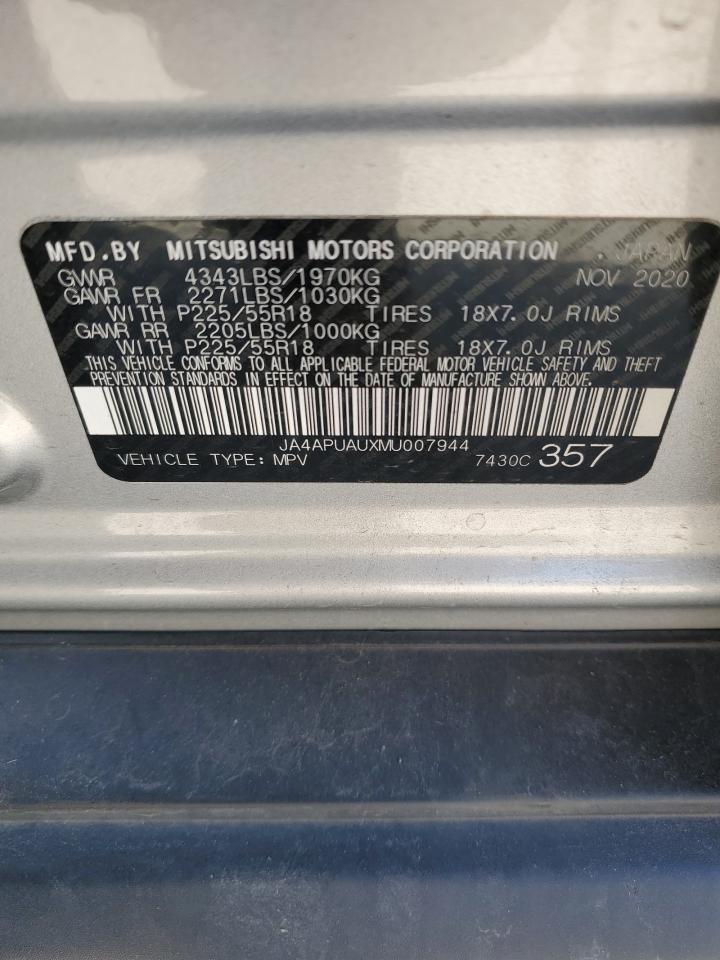 MFD.BY MITSUBISHI MOTORS CORPORATION . JAPAN
GVWR 4343LBS/1970KG NOV 2020
GAWR FR 2271LBS/1030KG
WITH P225/55R18 TIRES 18X7.0J RIMS
GAWR RR 2205LBS/1000KG
WITH P225/55R18 TIRES 18X7.0J RIMS
THIS VEHICLE CONFORMS TO ALL APPLICABLE FEDERAL MOTOR VEHICLE SAFETY AND THEFT
PREVENTION STANDARDS IN EFFECT ON THE DATE OF MANUFACTURE SHOWN ABOVE.
JA4APUAUXMU007944
VEHICLE TYPE: MPV 7430C 357